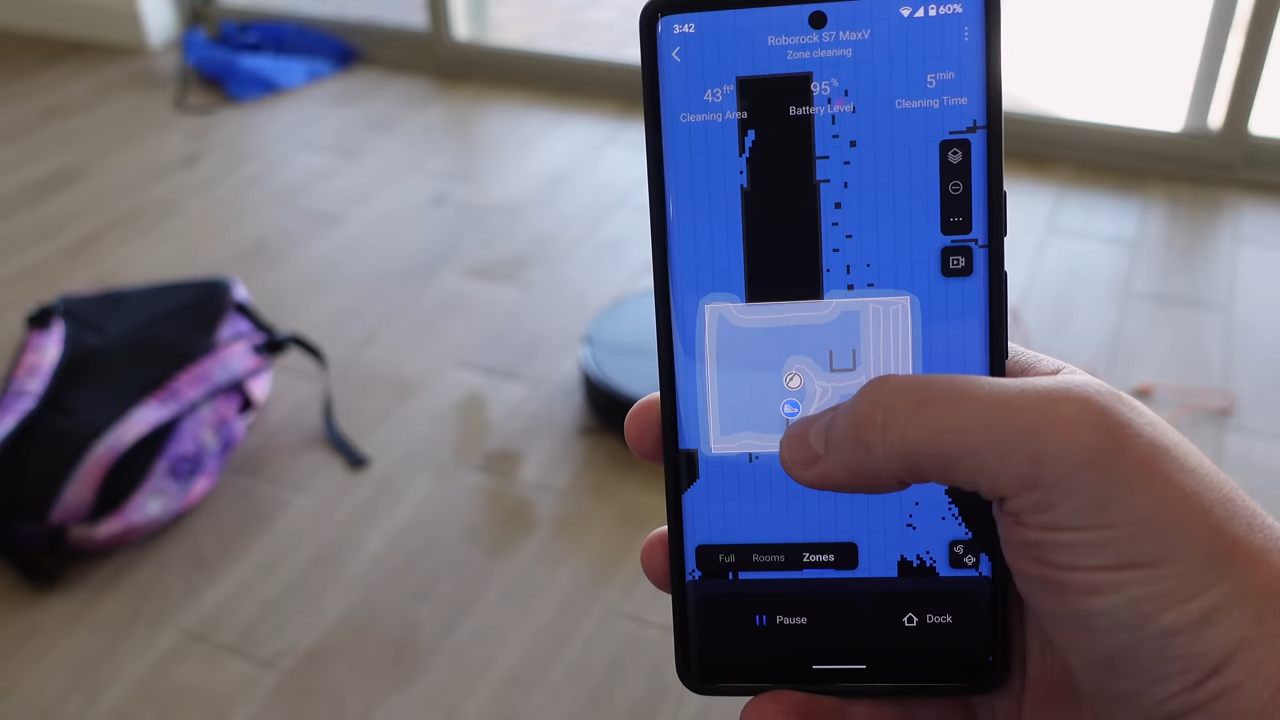 3:42
60%
Roborock S7 MaxV
Zone cleaning
43ft²
Cleaning Area
95%
Battery Level
5min
Cleaning Time
Full Rooms Zones
Pause
Dock